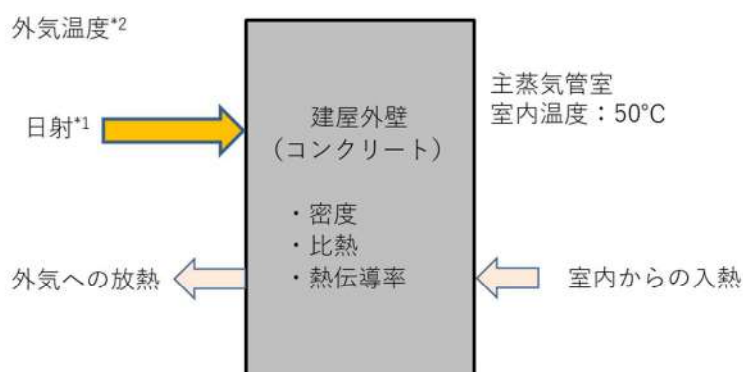 外気温度*2
日射*1
建屋外壁
（コンクリート）
・密度
・比熱
・熱伝導率
主蒸気管室
室内温度：50℃
外気への放熱
室内からの入熱